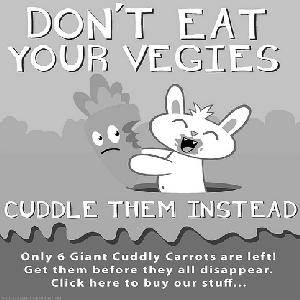 DON'T EAT
YOUR VEGIES
CUDDLE THEM INSTEAD
Only 6 Giant Cuddly Carrots are left!
Get them before they all disappear.
Click here to buy our stuff...